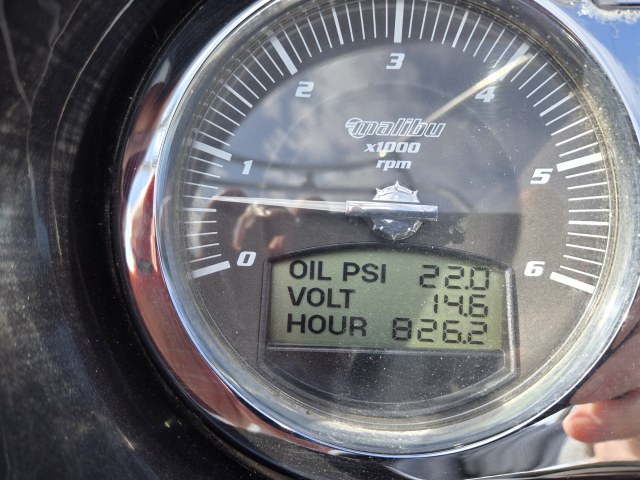 3
2
4
malibu
x1000
rpm
1
5
0
6
OIL PSI 22.0
VOLT 14.6
HOUR 826.2